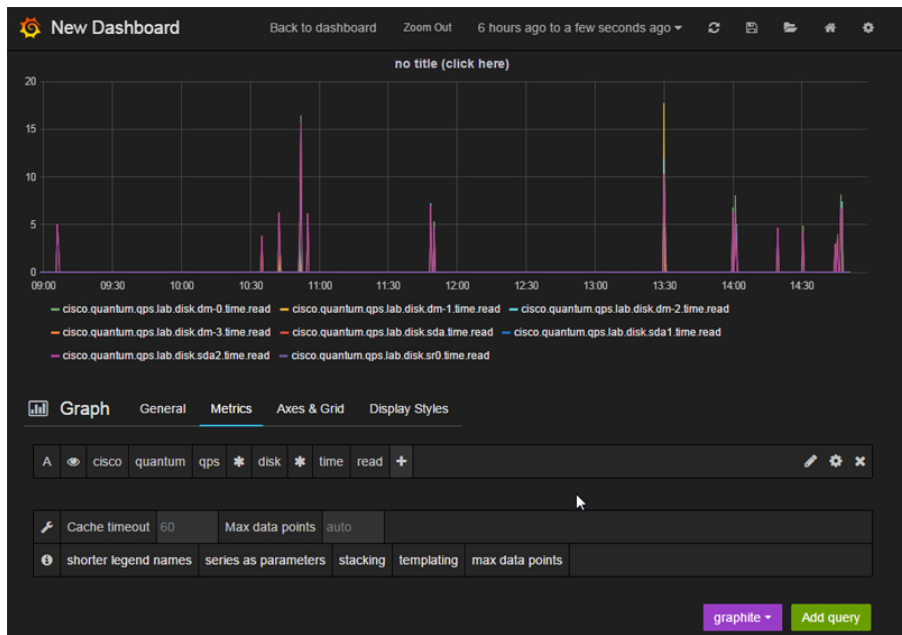 New Dashboard Back to dashboard Zoom Out 6 hours ago to a few seconds ago
no title (click here)
20
15
10
5
0
09:00 09:30 10:00 10:30 11:00 11:30 12:00 12:30 13:00 13:30 14:00 14:30
cisco.quantum.qps.lab.disk.dm-0.time.read cisco.quantum.qps.lab.disk.dm-1.time.read cisco.quantum.qps.lab.disk.dm-2.time.read
cisco.quantum.qps.lab.disk.dm-3.time.read cisco.quantum.qps.lab.disk.sda.time.read cisco.quantum.qps.lab.disk.sda1.time.read
cisco.quantum.qps.lab.disk.sda2.time.read cisco.quantum.qps.lab.disk.sr0.time.read
Graph General Metrics Axes & Grid Display Styles
A cisco quantum qps * disk * time read +
Cache timeout 60 Max data points auto
shorter legend names series as parameters stacking templating max data points
graphite Add query